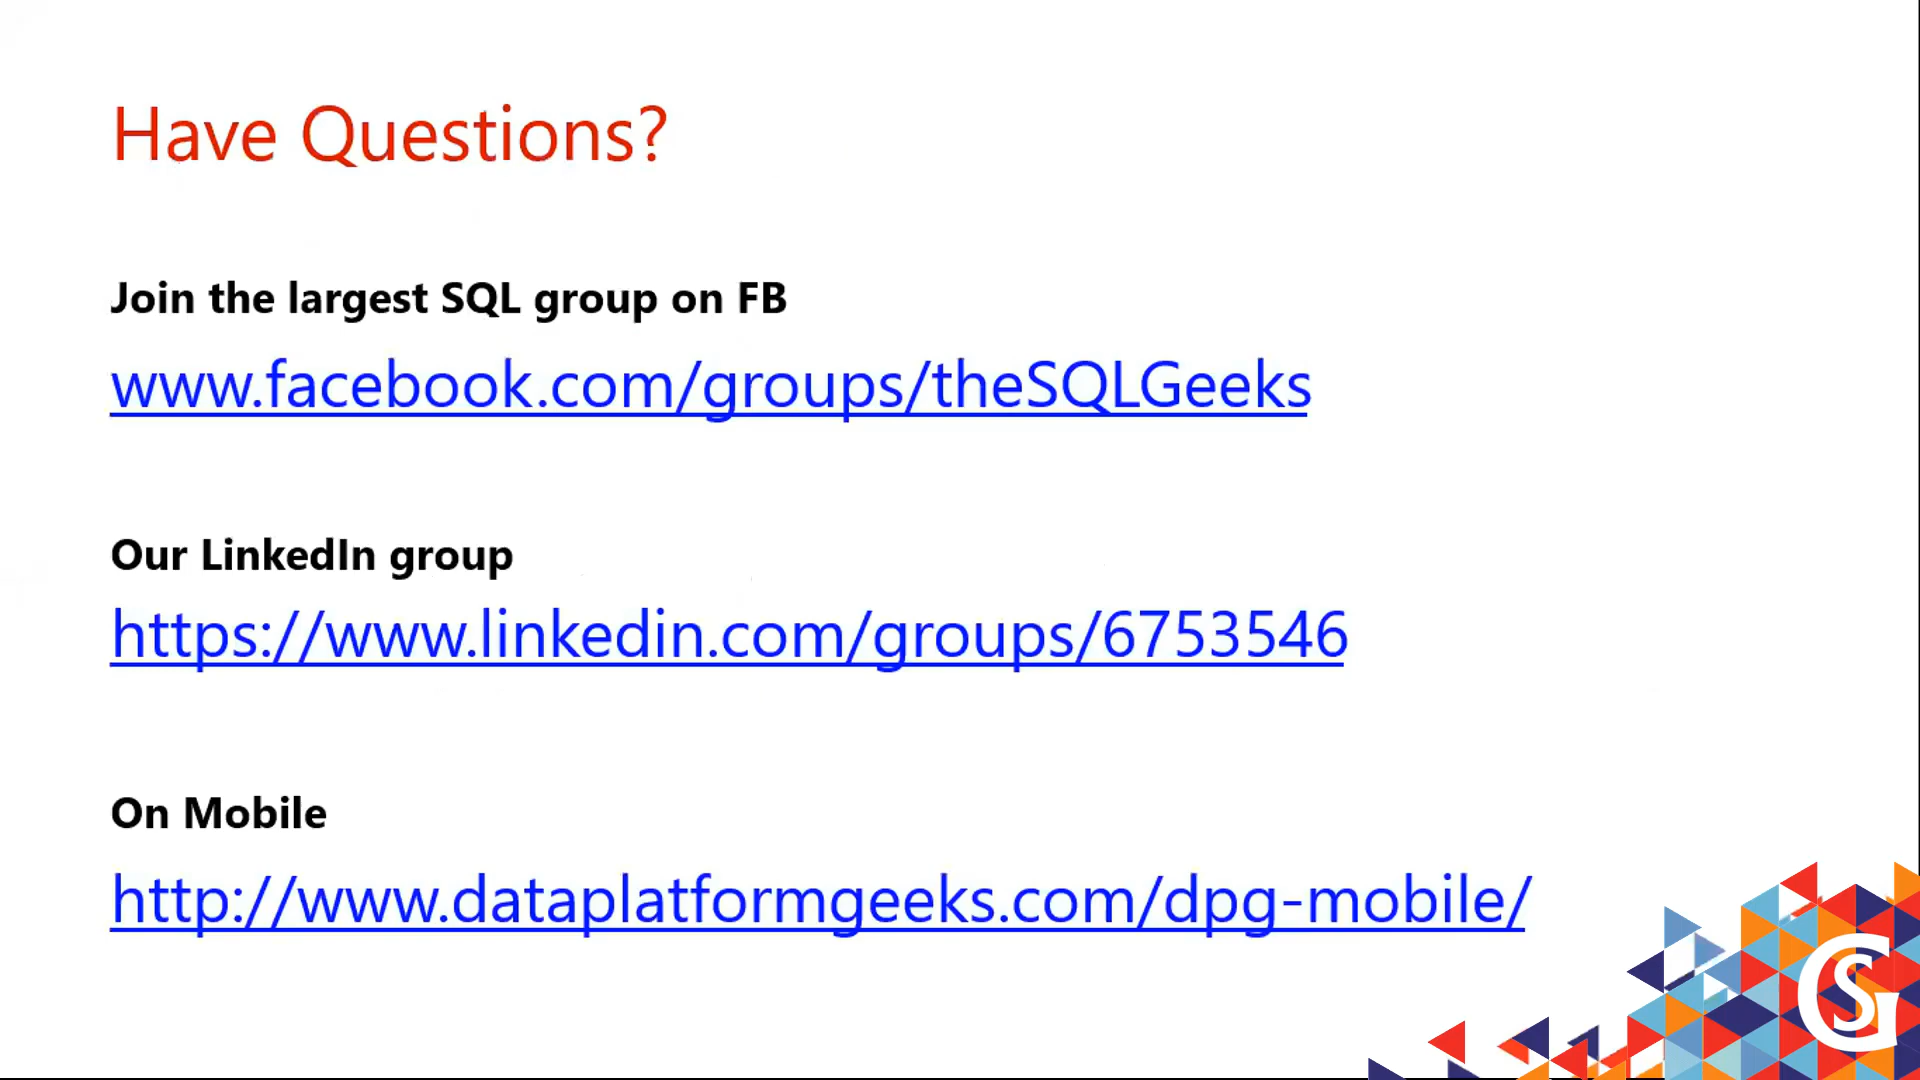 Have Questions?
Join the largest SQL group on FB
www.facebook.com/groups/theSQLGeeks
Our LinkedIn group
https://www.linkedin.com/groups/6753546
On Mobile
http://www.dataplatformgeeks.com/dpg-mobile/
GS